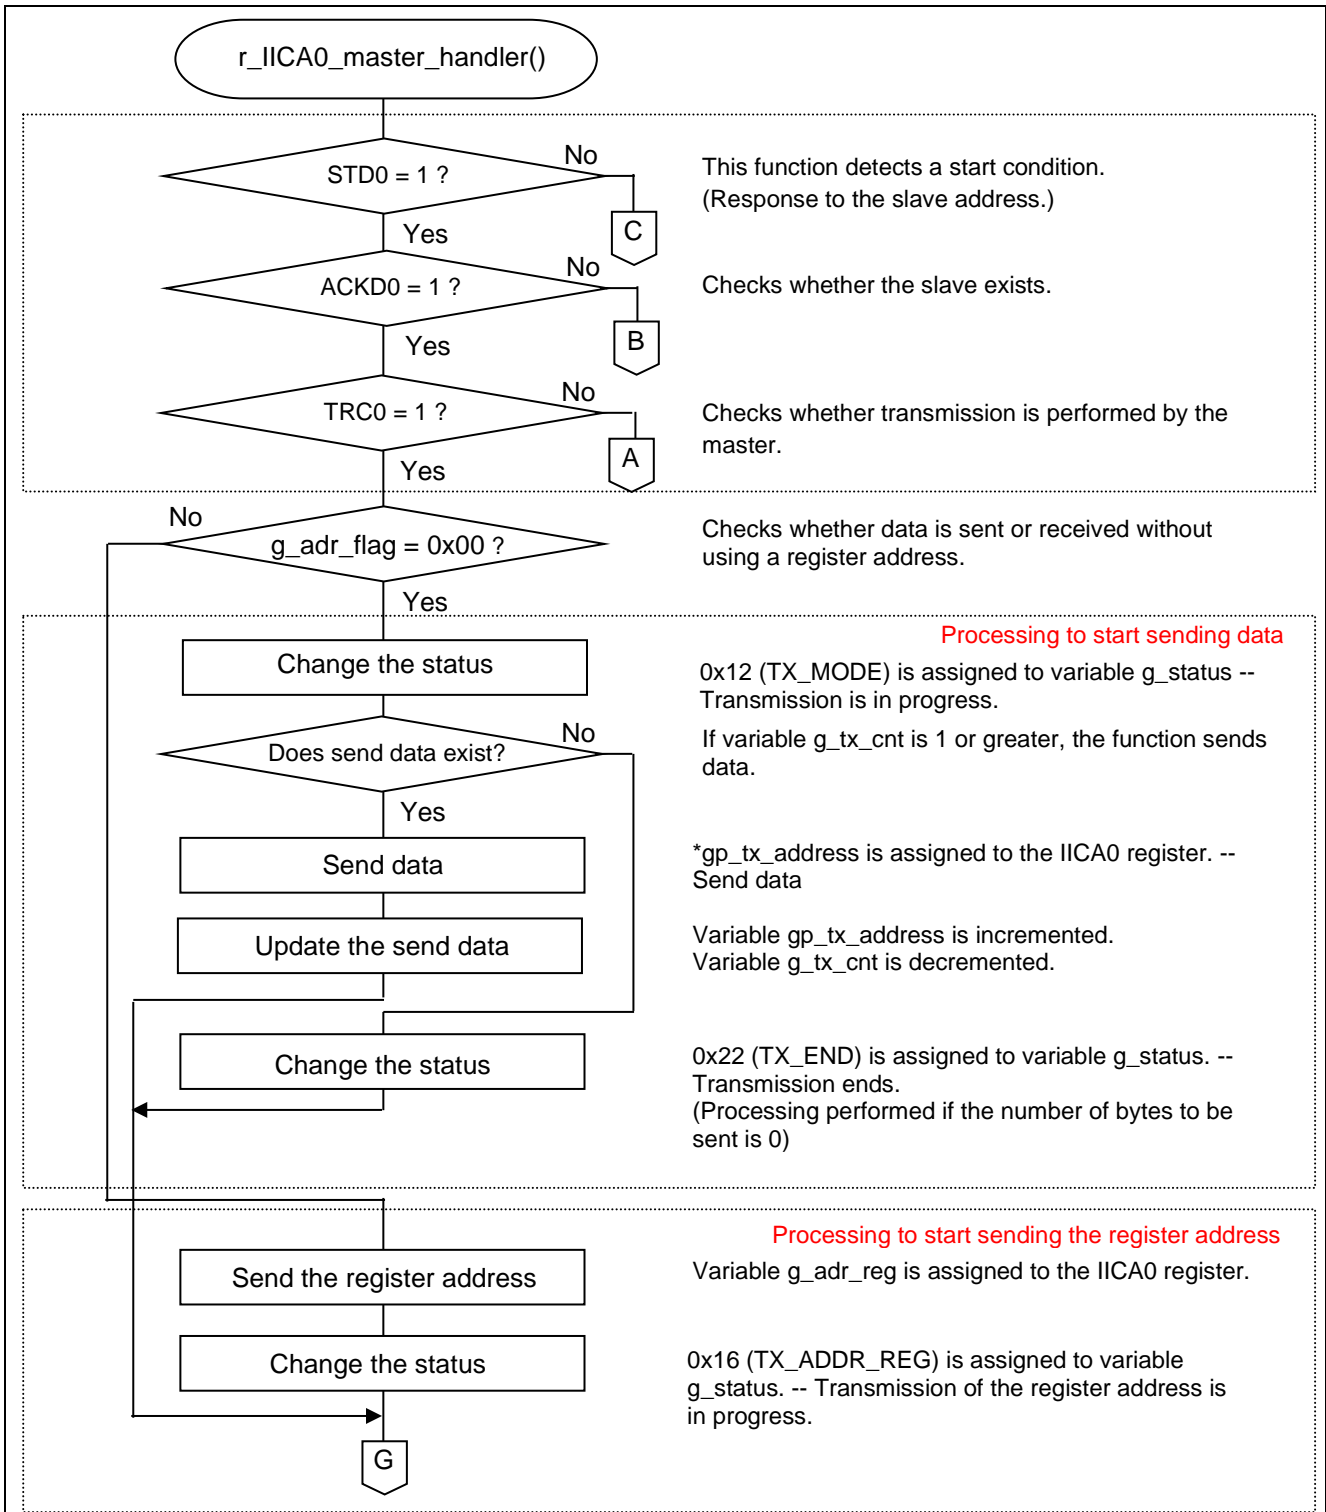 r_IICA0_master_handler()
STD0 = 1 ?
No
This function detects a start condition.
(Response to the slave address.)
C
Yes
ACKD0 = 1 ?
No
Checks whether the slave exists.
B
Yes
TRC0 = 1 ?
No
Checks whether transmission is performed by the
master.
A
Yes
No
g_adr_flag = 0x00 ?
Checks whether data is sent or received without
using a register address.
Yes
Processing to start sending data
Change the status
0x12 (TX_MODE) is assigned to variable g_status --
Transmission is in progress.
Does send data exist?
No
If variable g_tx_cnt is 1 or greater, the function sends
data.
Yes
Send data
*gp_tx_address is assigned to the IICA0 register. --
Send data
Update the send data
Variable gp_tx_address is incremented.
Variable g_tx_cnt is decremented.
Change the status
0x22 (TX_END) is assigned to variable g_status. --
Transmission ends.
(Processing performed if the number of bytes to be
sent is 0)
Processing to start sending the register address
Send the register address
Variable g_adr_reg is assigned to the IICA0 register.
Change the status
0x16 (TX_ADDR_REG) is assigned to variable
g_status. -- Transmission of the register address is
in progress.
G